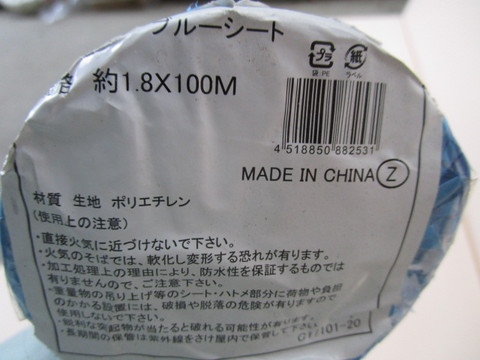 ブルーシート
格 約1.8X100M
プラ
袋:PE
紙
ラベル
4 518850 882531
MADE IN CHINA Z
材質 生地 ポリエチレン
(使用上の注意)
・直接火気に近づけないで下さい。
・火気のそばでは、軟化し変形する恐れが有ります。
・加工処理上の理由により、防水性を保証するものでは
有りませんので、ご注意下さい。
・重量物の吊り上げ等のシート・ハトメ部分に荷物や負担
のかかる設置には、破損や脱落の危険が有りますので
使用しないで下さい。
・鋭利な突起物が当たると破れる可能性が有ります。
・長期間の保管は紫外線をさけ屋内で保管して下さい。
101-20